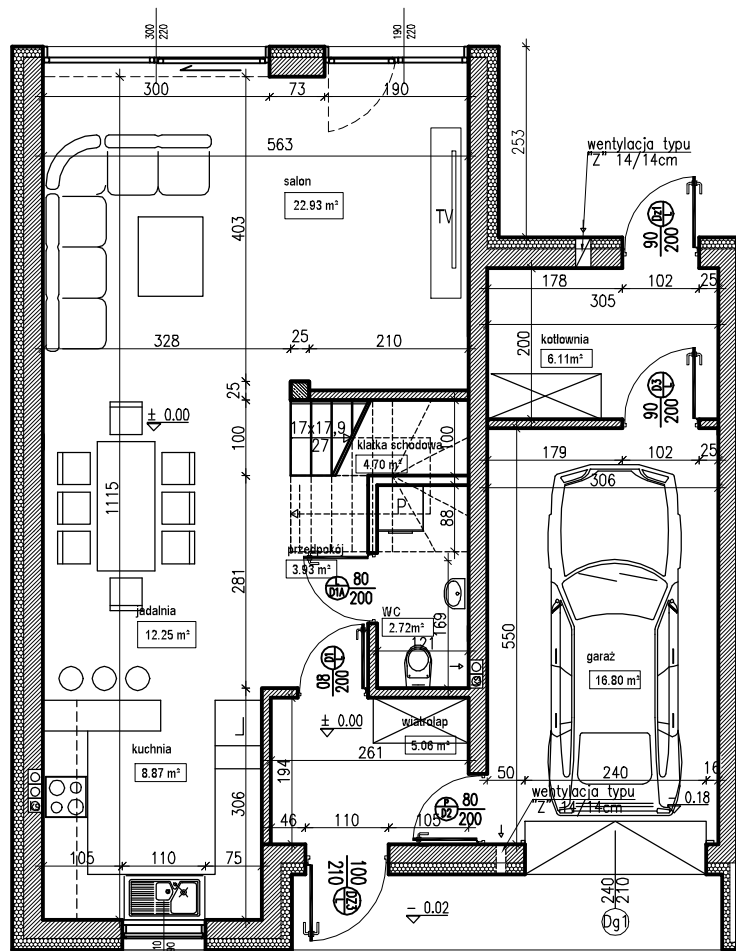 300
220
190
220
300
73
190
563
253
wentylacja typu
"Z" 14/14cm
salon
22.93 m²
TV
403
DZ1
L
90
200
178
102
25
305
328
25
210
kotłownia
6.11m²
200
25
D3
L
90
200
± 0.00
100
17x17,9
27
klatka schodowa
4.70 m²
100
179
102
25
306
1115
P
88
przedpokój
3.93 m²
D1A
80
200
281
550
jadalnia
12.25 m²
WC
2.72m²
169
121
garaż
16.80 m²
D1
L
80
200
± 0.00
wiatrołap
5.06 m²
L
kuchnia
8.87 m²
261
194
306
50
240
16
wentylacja typu
"Z" 14/14cm
0.18
P
D2
80
200
46
110
105
105
110
75
100
210
DZ3
L
- 0.02
240
210
Dg1